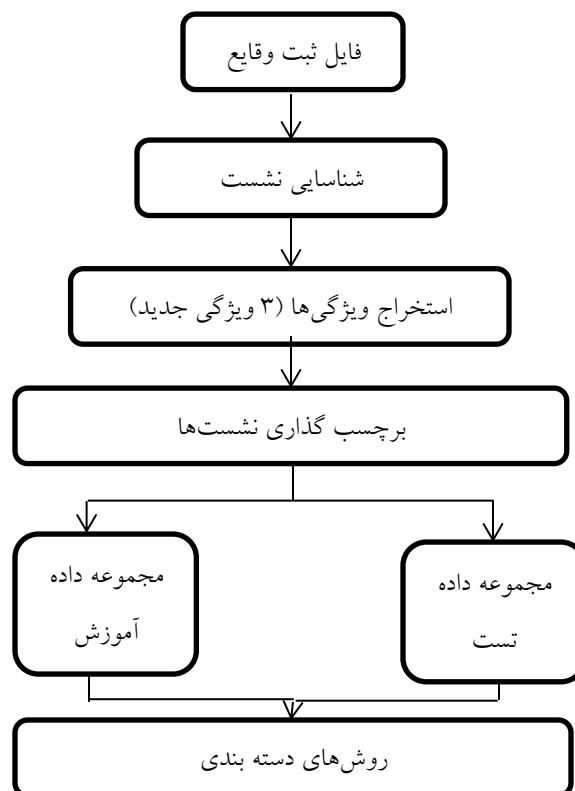 فایل ثبت وقایع
شناسایی نشست
استخراج ویژگی‌ها (۳ ویژگی جدید)
برچسب گذاری نشست‌ها
مجموعه داده
آموزش
مجموعه داده
تست
روش‌های دسته بندی